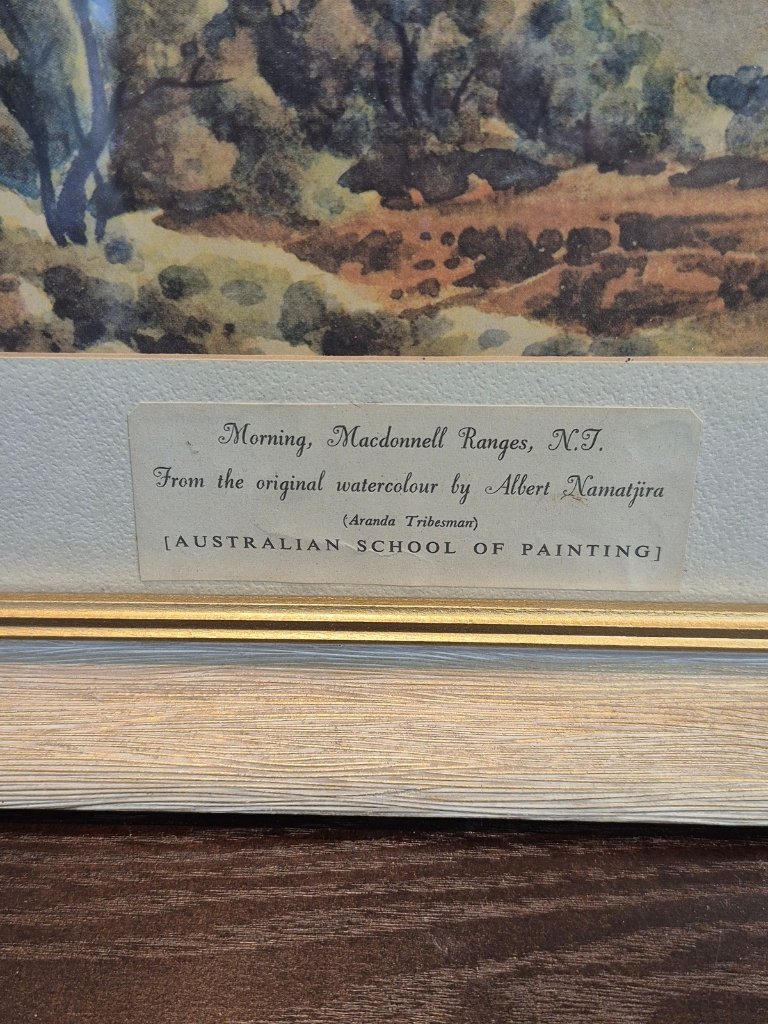 Morning, Macdonnell Ranges, N.T.
From the original watercolour by Albert Namatjira
(Aranda Tribesman)
[AUSTRALIAN SCHOOL OF PAINTING]